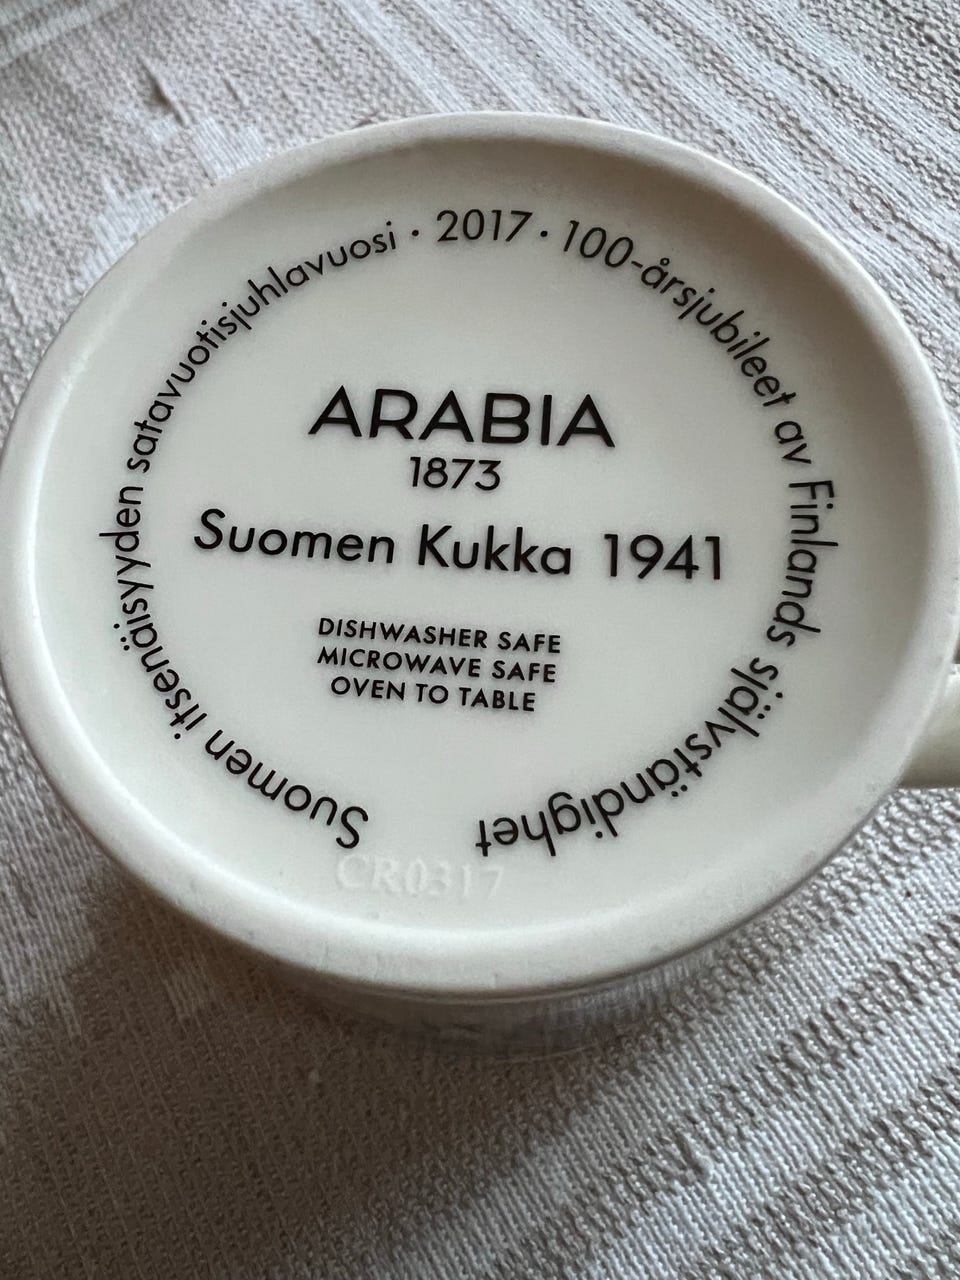 Suomen itsenäisyyden satavuotisjuhlavuosi · 2017 · 100-årsjubileet av Finlands självständighet
ARABIA
1873
Suomen Kukka 1941
DISHWASHER SAFE
MICROWAVE SAFE
OVEN TO TABLE
CR0317